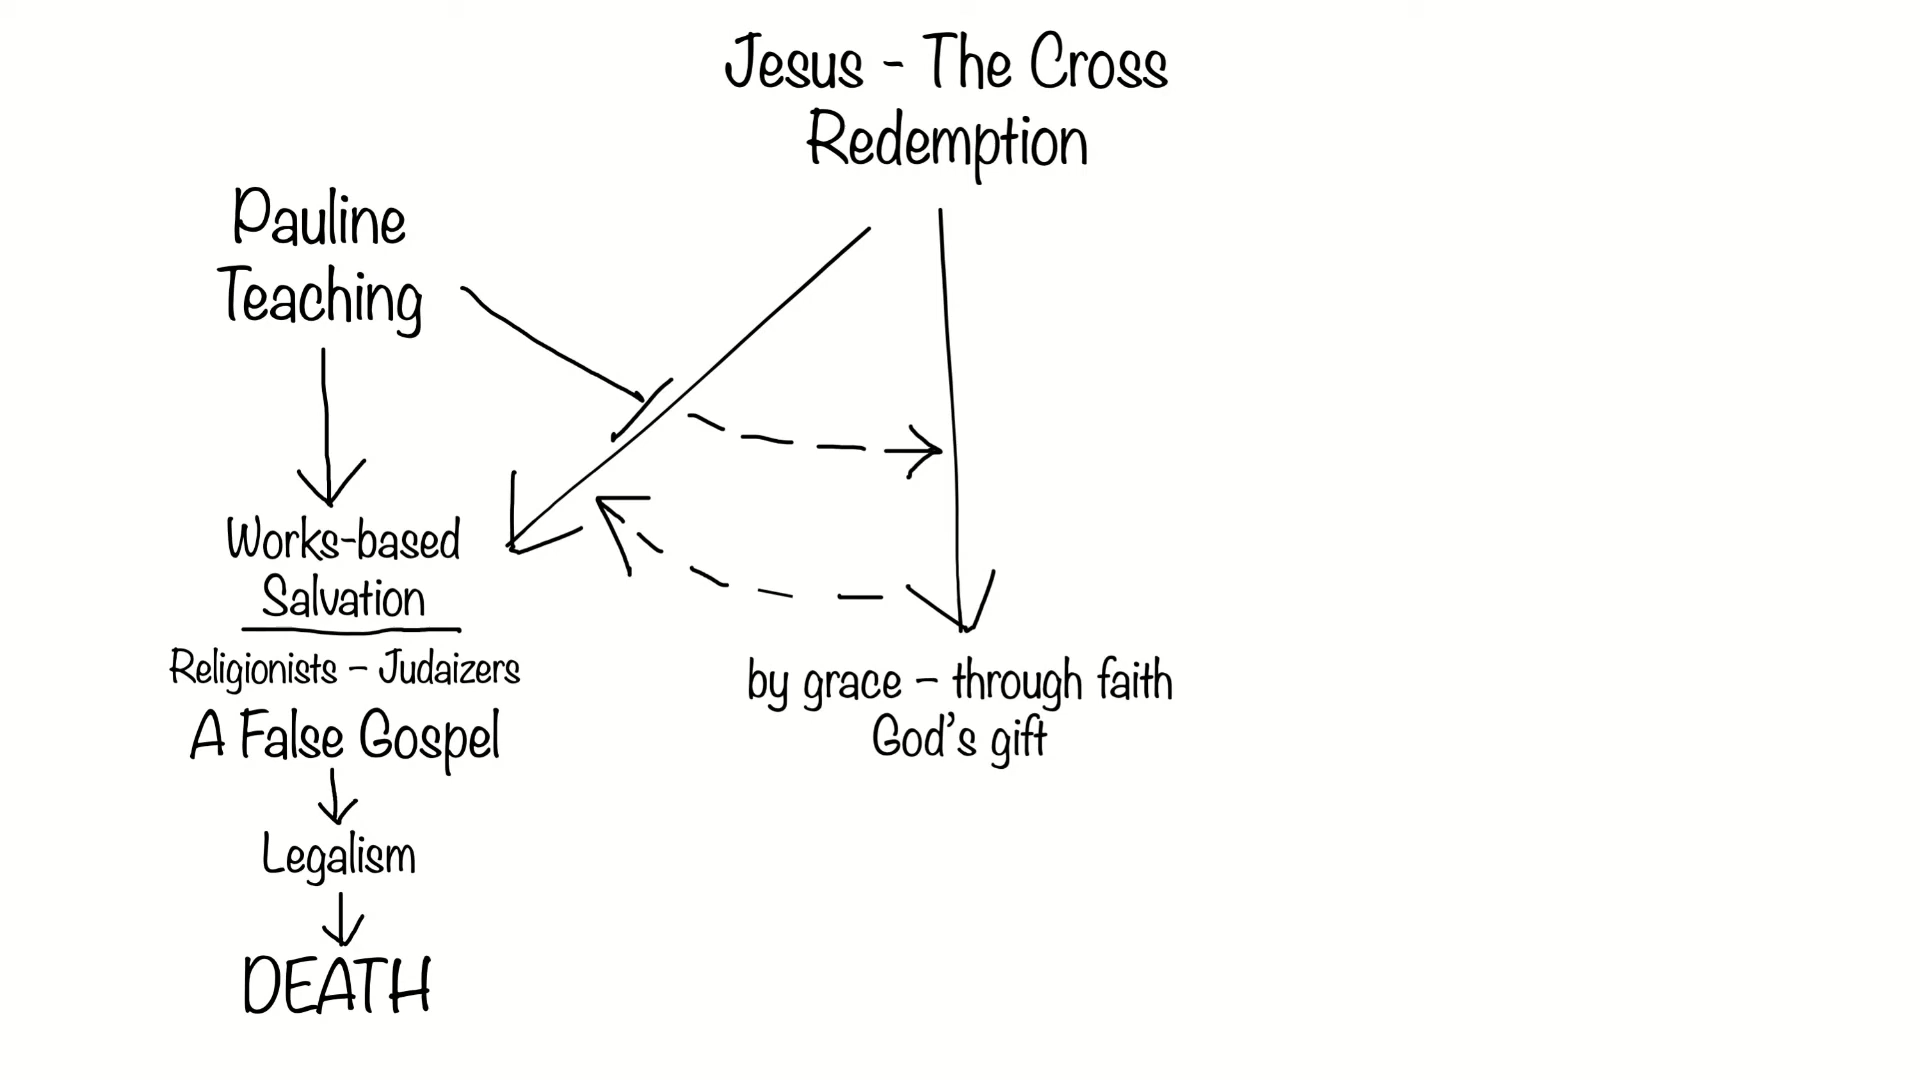 Jesus - The Cross
Redemption
Pauline
Teaching
Works-based
Salvation
Religionists – Judaizers
A False Gospel
Legalism
DEATH
by grace – through faith
God's gift